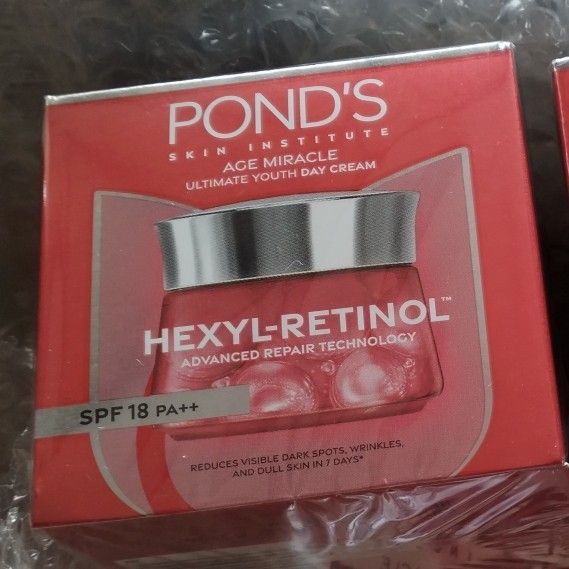 POND'S
SKIN INSTITUTE
AGE MIRACLE
ULTIMATE YOUTH DAY CREAM
HEXYL-RETINOL™
ADVANCED REPAIR TECHNOLOGY
SPF 18 PA++
REDUCES VISIBLE DARK SPOTS, WRINKLES,
AND DULL SKIN IN 7 DAYS*